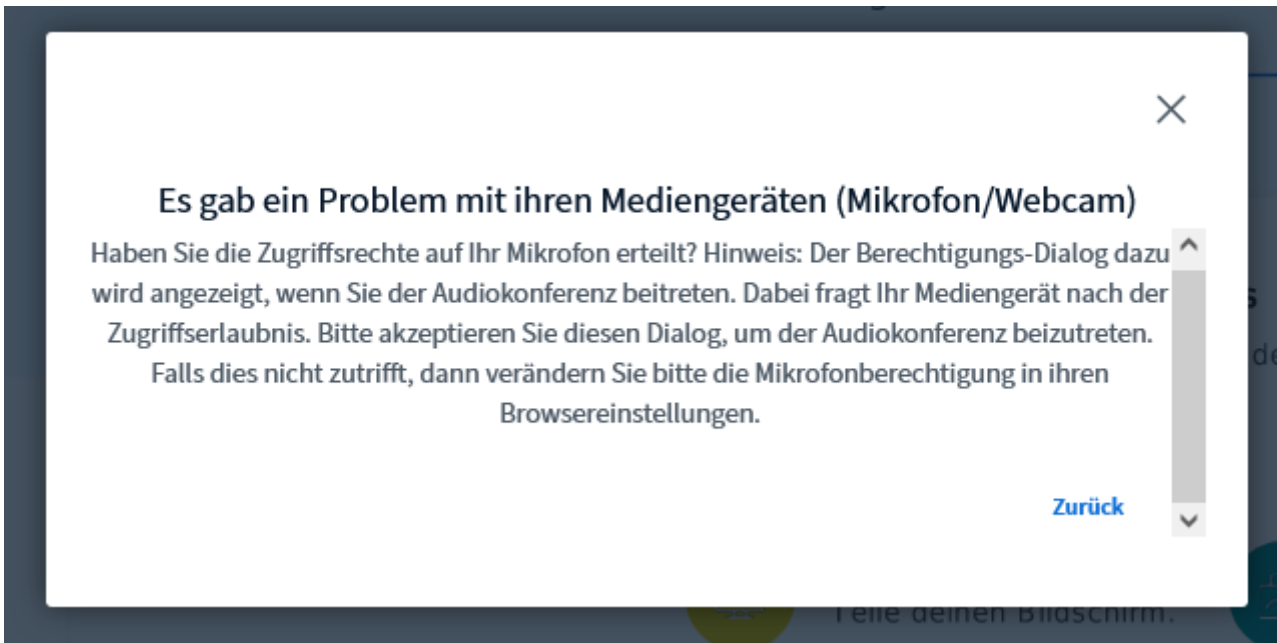 Es gab ein Problem mit ihren Mediengeräten (Mikrofon/Webcam)
Haben Sie die Zugriffsrechte auf Ihr Mikrofon erteilt? Hinweis: Der Berechtigungs-Dialog dazu
wird angezeigt, wenn Sie der Audiokonferenz beitreten. Dabei fragt Ihr Mediengerät nach der
Zugriffserlaubnis. Bitte akzeptieren Sie diesen Dialog, um der Audiokonferenz beizutreten.
Falls dies nicht zutrifft, dann verändern Sie bitte die Mikrofonberechtigung in ihren
Browsereinstellungen.
Zurück
Teile deinen Bildschirm.